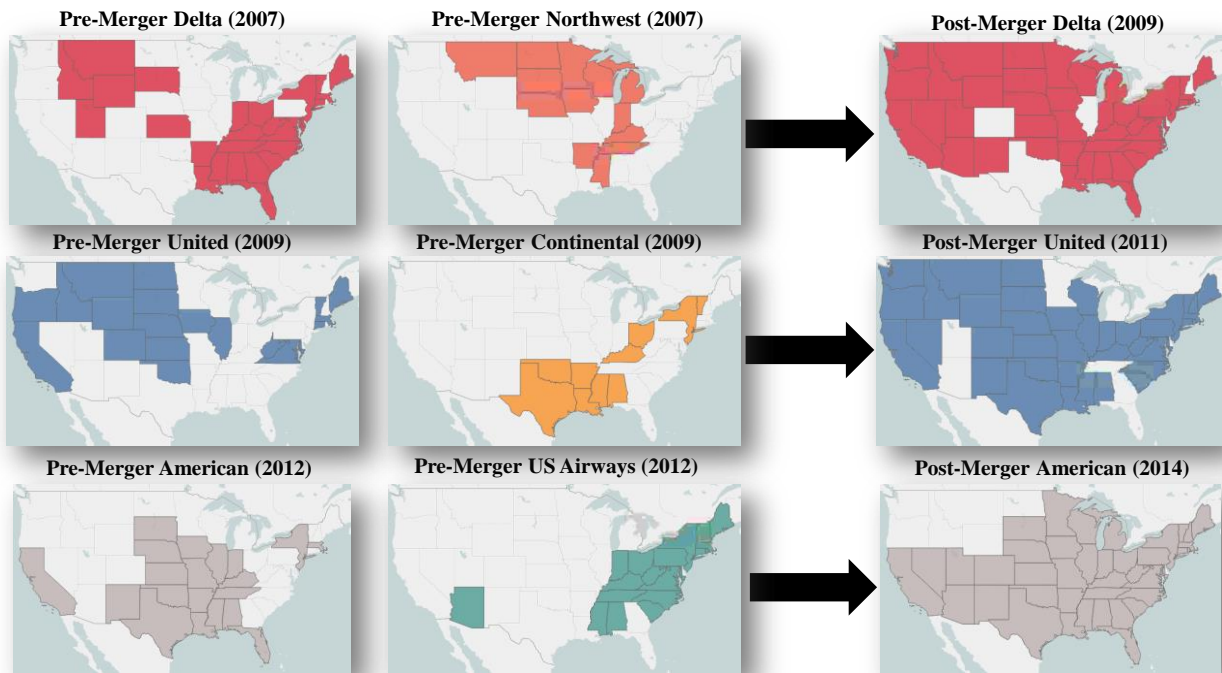 Pre-Merger Delta (2007)
Pre-Merger Northwest (2007)
Post-Merger Delta (2009)
Pre-Merger United (2009)
Pre-Merger Continental (2009)
Post-Merger United (2011)
Pre-Merger American (2012)
Pre-Merger US Airways (2012)
Post-Merger American (2014)